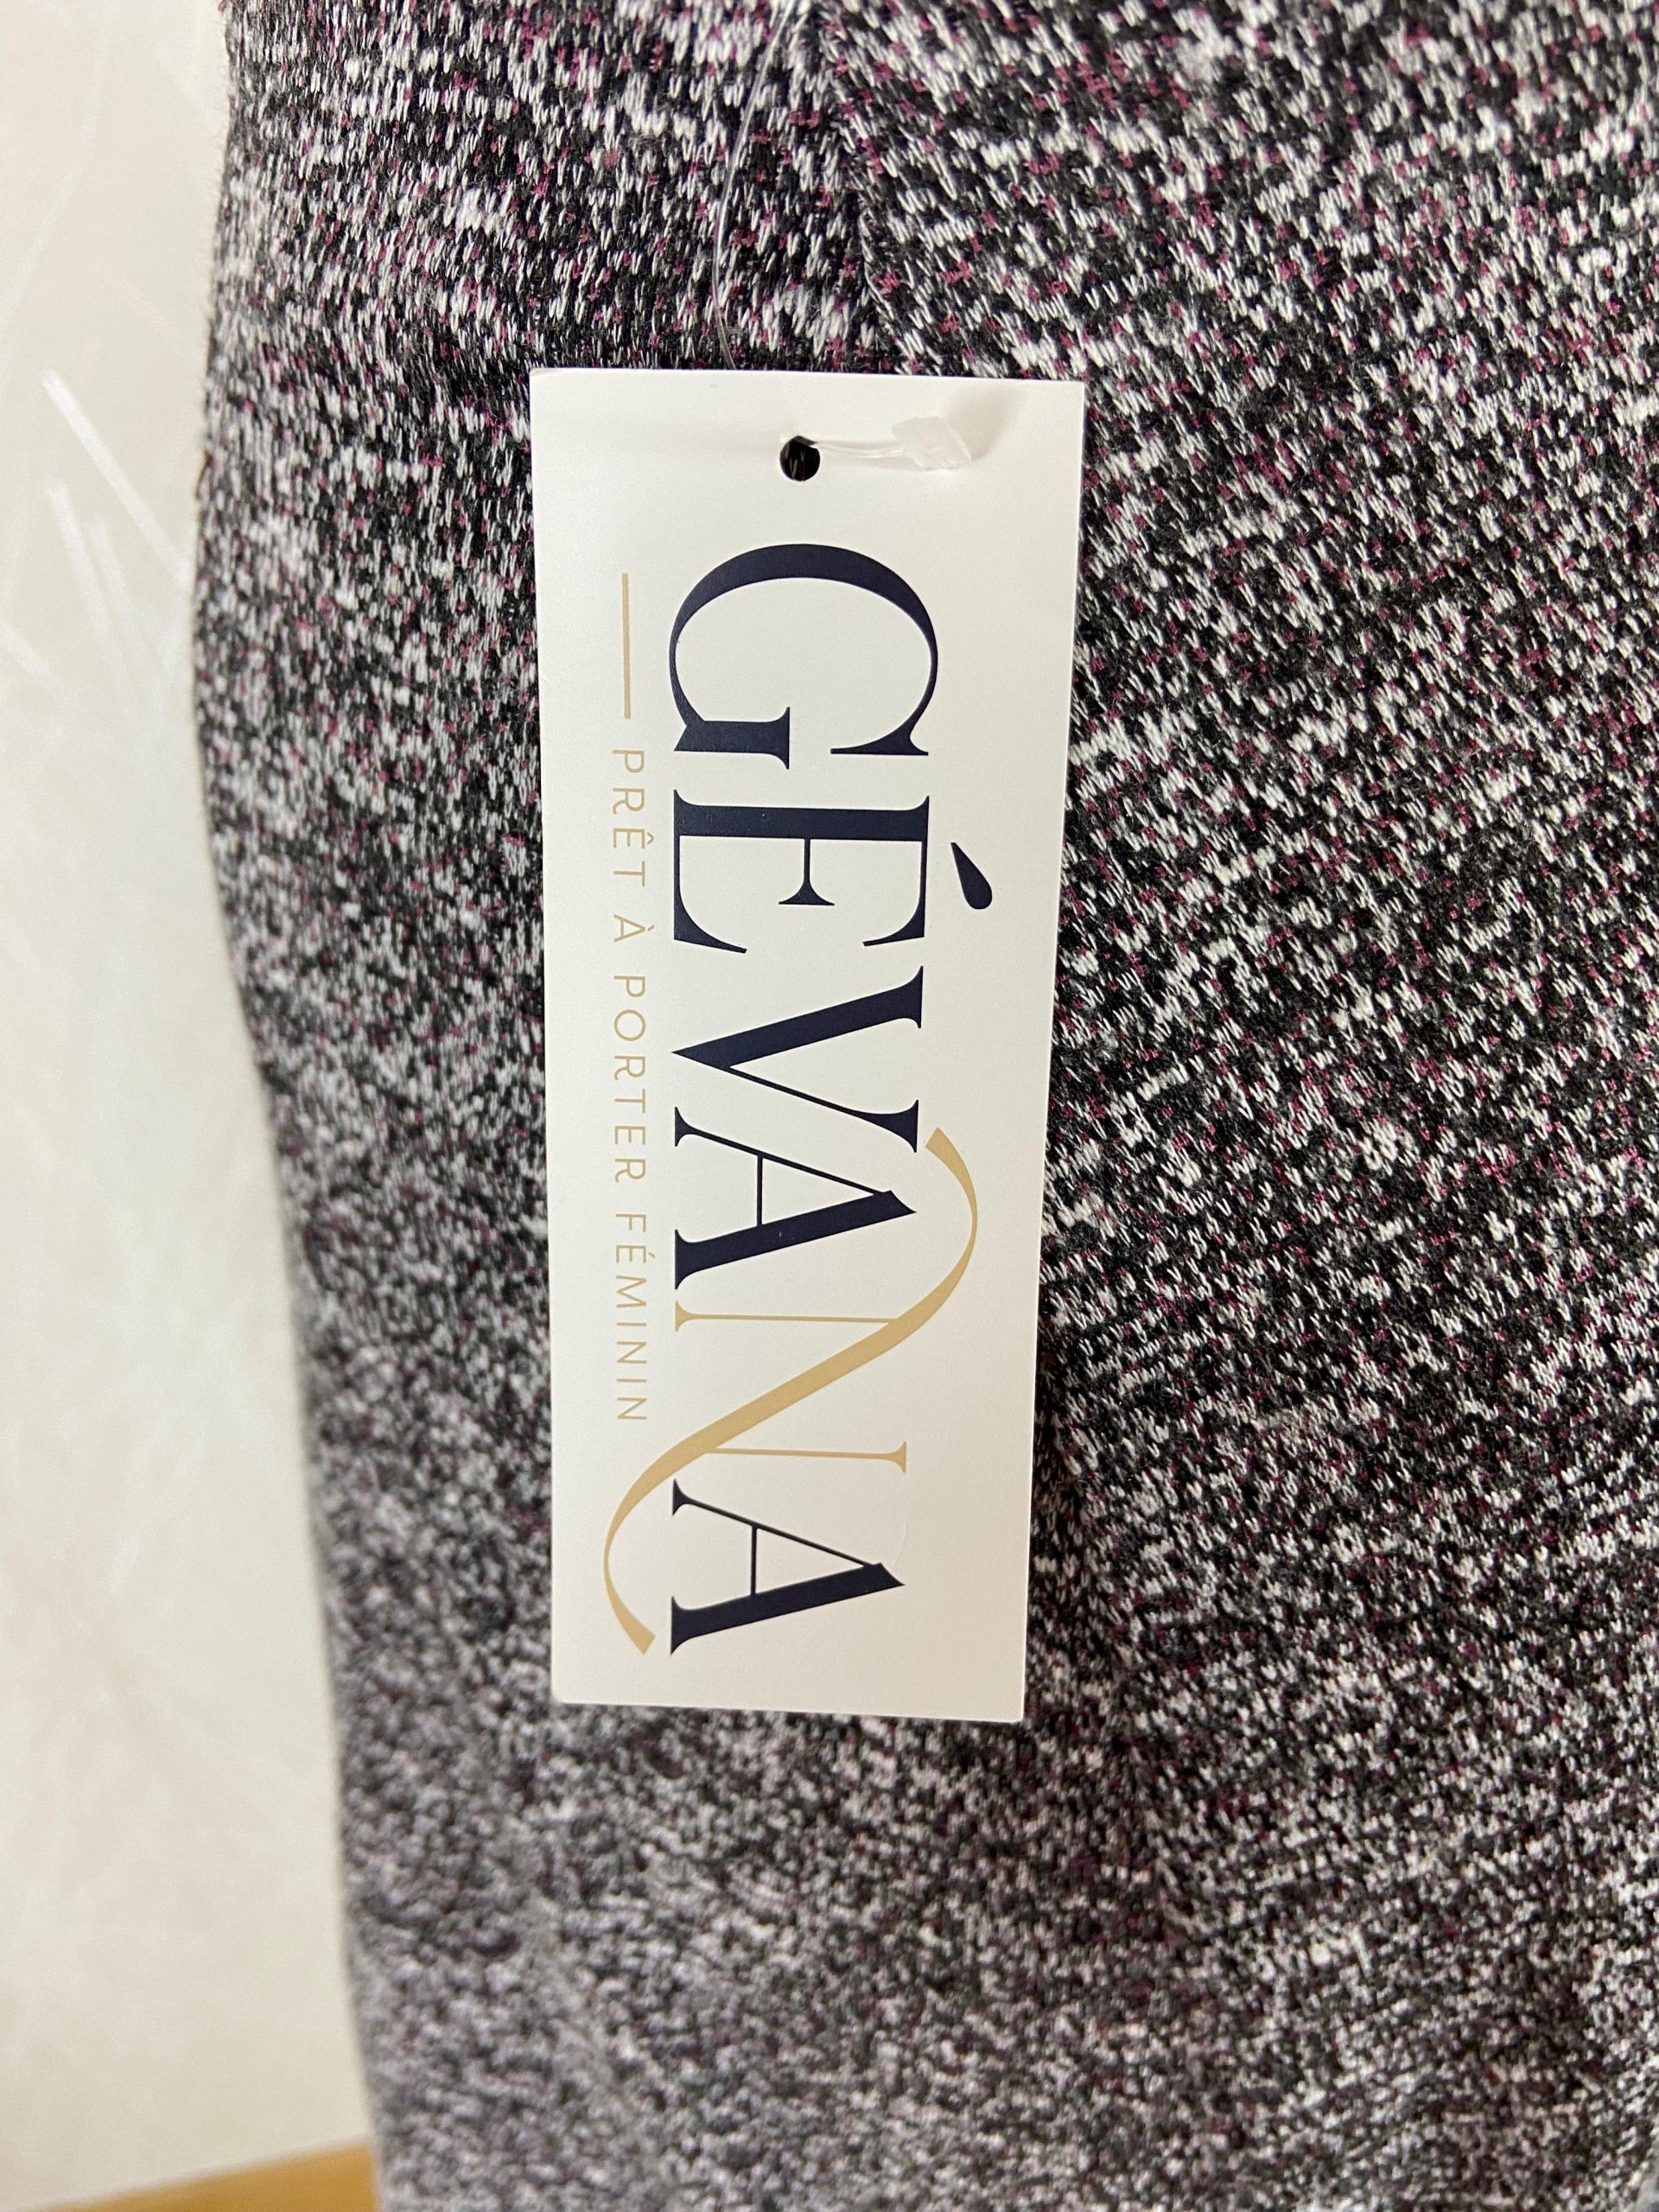 GÉVANA
PRÊT À PORTER FÉMININ